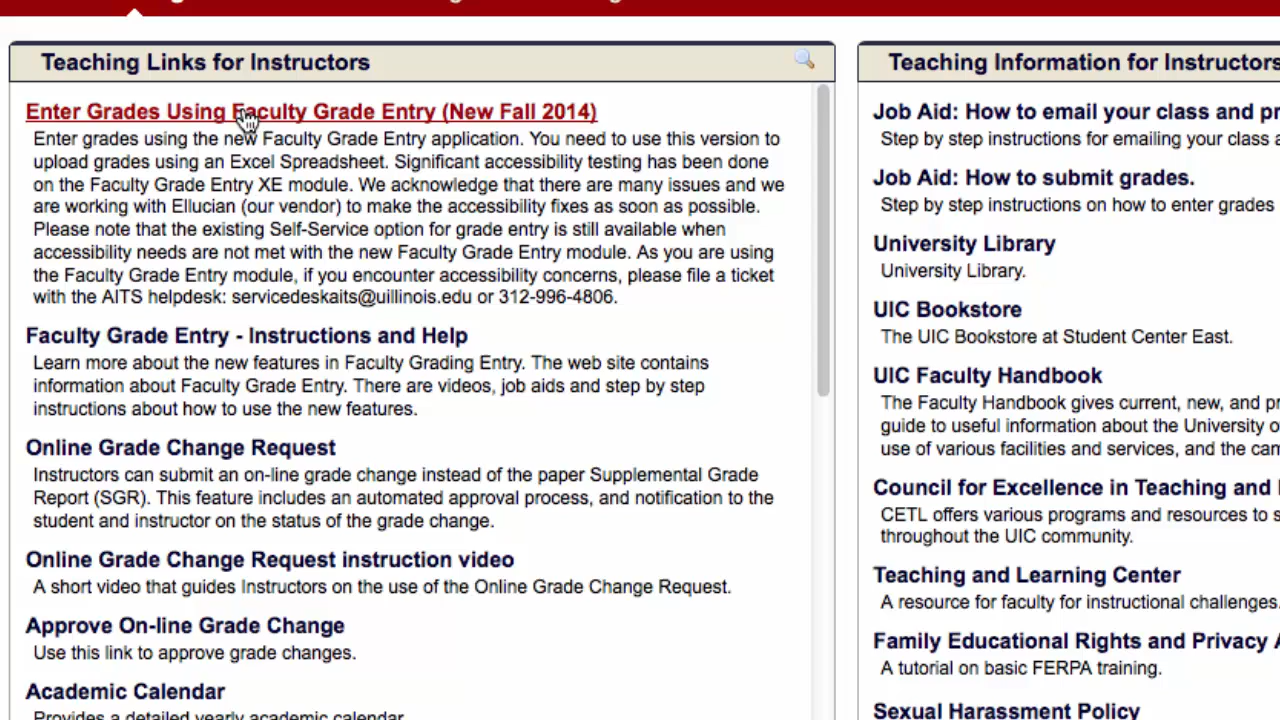 Teaching Links for Instructors
Enter Grades Using Faculty Grade Entry (New Fall 2014)
Enter grades using the new Faculty Grade Entry application. You need to use this version to
upload grades using an Excel Spreadsheet. Significant accessibility testing has been done
on the Faculty Grade Entry XE module. We acknowledge that there are many issues and we
are working with Ellucian (our vendor) to make the accessibility fixes as soon as possible.
Please note that the existing Self-Service option for grade entry is still available when
accessibility needs are not met with the new Faculty Grade Entry module. As you are using
the Faculty Grade Entry module, if you encounter accessibility concerns, please file a ticket
with the AITS helpdesk: servicedeskaits@uillinois.edu or 312-996-4806.
Faculty Grade Entry - Instructions and Help
Learn more about the new features in Faculty Grading Entry. The web site contains
information about Faculty Grade Entry. There are videos, job aids and step by step
instructions about how to use the new features.
Online Grade Change Request
Instructors can submit an on-line grade change instead of the paper Supplemental Grade
Report (SGR). This feature includes an automated approval process, and notification to the
student and instructor on the status of the grade change.
Online Grade Change Request instruction video
A short video that guides Instructors on the use of the Online Grade Change Request.
Approve On-line Grade Change
Use this link to approve grade changes.
Academic Calendar
Provides a detailed yearly academic calendar
Teaching Information for Instructors
Job Aid: How to email your class and
Step by step instructions for emailing your class
Job Aid: How to submit grades.
Step by step instructions on how to enter grades
University Library
University Library.
UIC Bookstore
The UIC Bookstore at Student Center East.
UIC Faculty Handbook
The Faculty Handbook gives current, new, and
guide to useful information about the University
use of various facilities and services, and the
Council for Excellence in Teaching and
CETL offers various programs and resources to
throughout the UIC community.
Teaching and Learning Center
A resource for faculty for instructional challenges.
Family Educational Rights and Privacy
A tutorial on basic FERPA training.
Sexual Harassment Policy